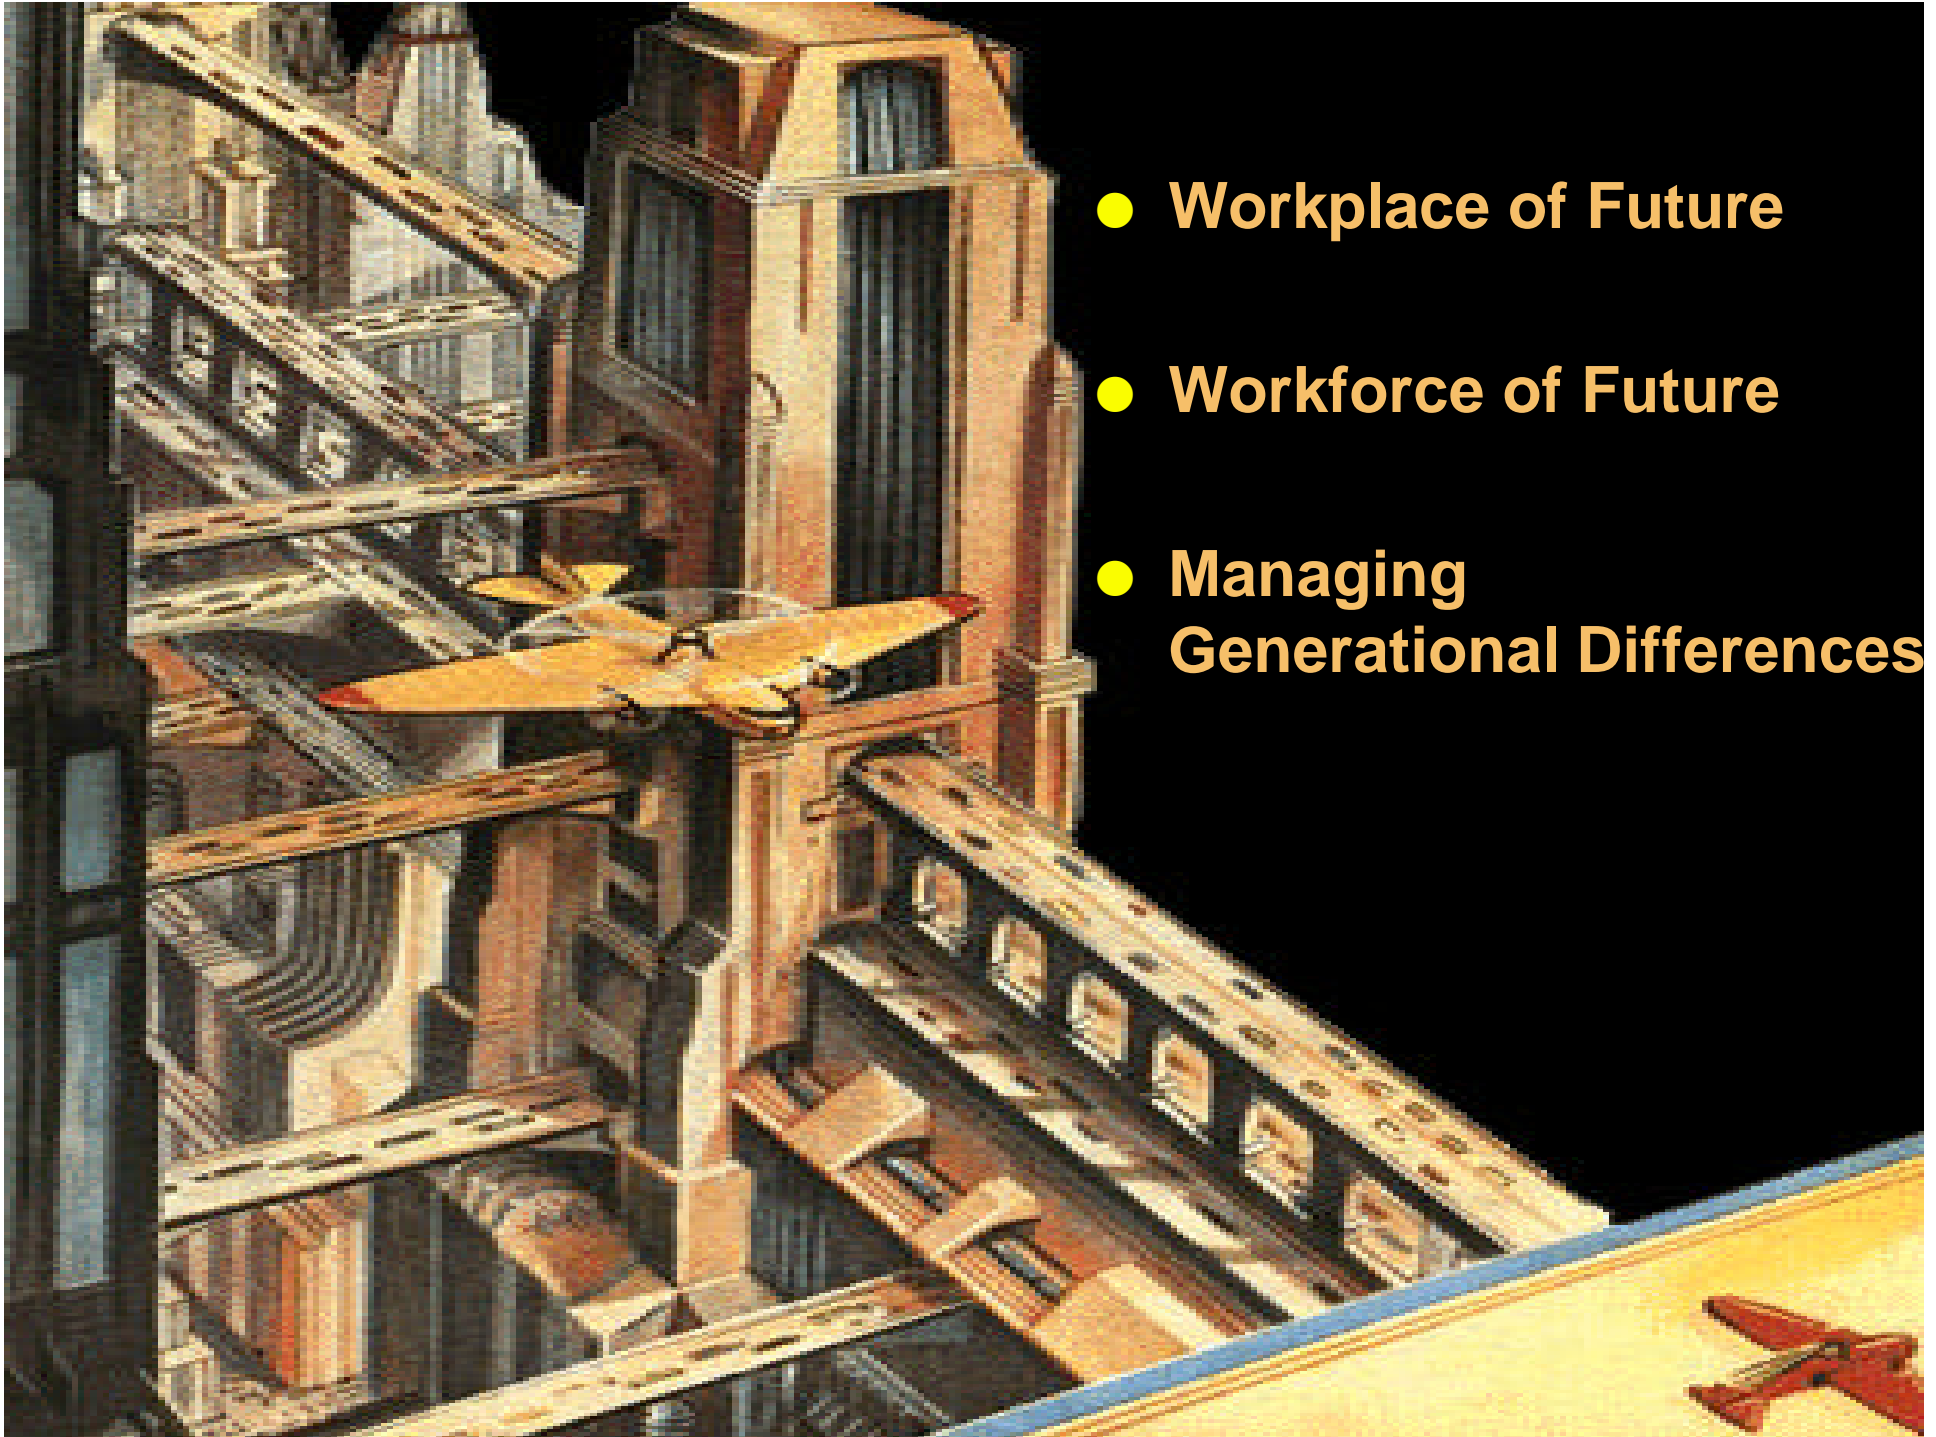 ● Workplace of Future
● Workforce of Future
● Managing
Generational Differences